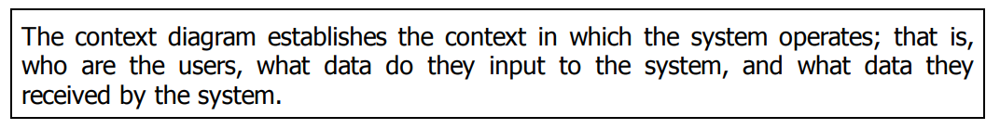 The context diagram establishes the context in which the system operates; that is,
who are the users, what data do they input to the system, and what data they
received by the system.